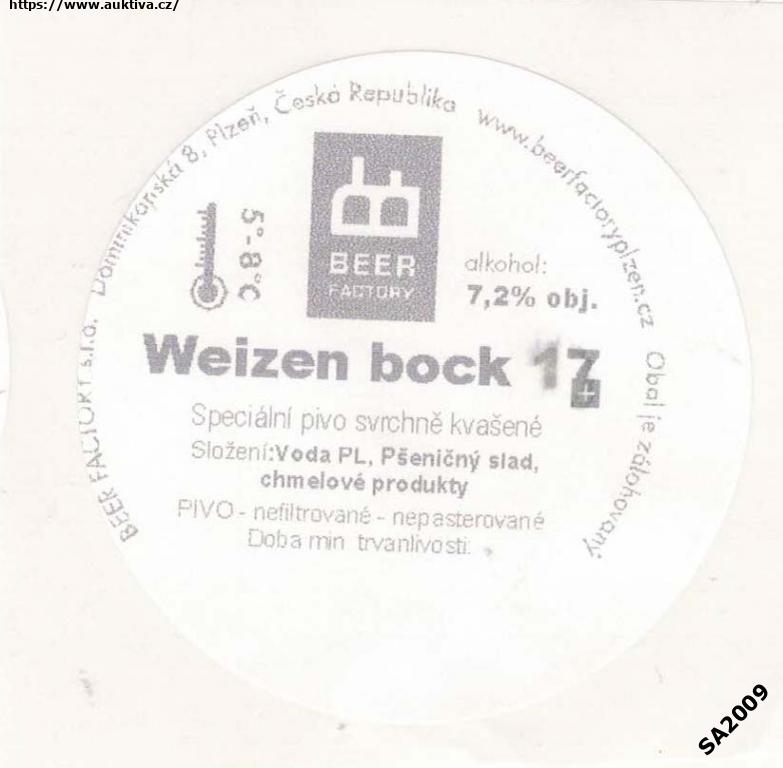 https://www.auktiva.cz/
BEER FACTORY s.r.o. Dominikánská 8, Plzeň, Česká Republika www.beerfactoryplzen.cz Obal je zálohovaný
5°-8°C
B
BEER
FACTORY
alkohol:
7,2% obj.
Weizen bock 17
Speciální pivo svrchně kvašené
Složení:Voda PL, Pšeničný slad,
chmelové produkty
PIVO - nefiltrované - nepasterované
Doba min trvanlivosti:
SA2009